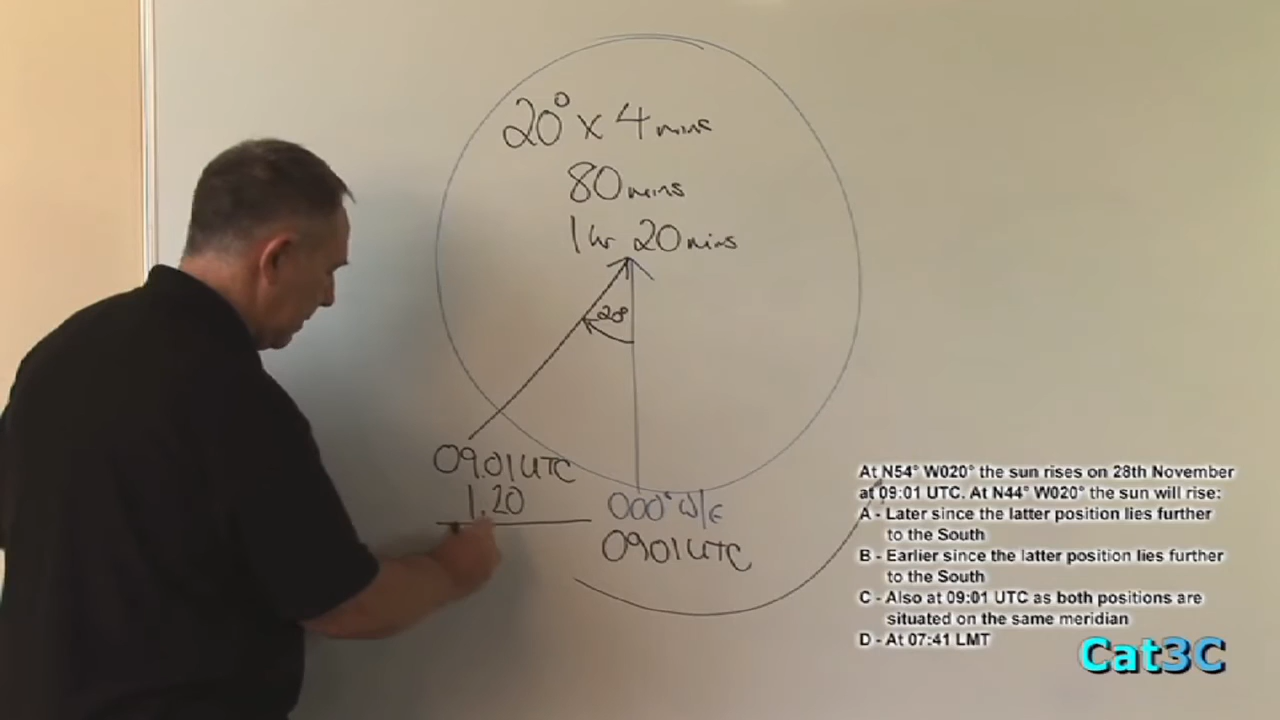 20° x 4 mins
80 mins
1 hr 20 mins
20°
09.01 UTC
1.20
000° W/E
0901 UTC
At N54° W020° the sun rises on 28th November
at 09:01 UTC. At N44° W020° the sun will rise:
A - Later since the latter position lies further
to the South
B - Earlier since the latter position lies further
to the South
C - Also at 09:01 UTC as both positions are
situated on the same meridian
D - At 07:41 LMT
Cat3C